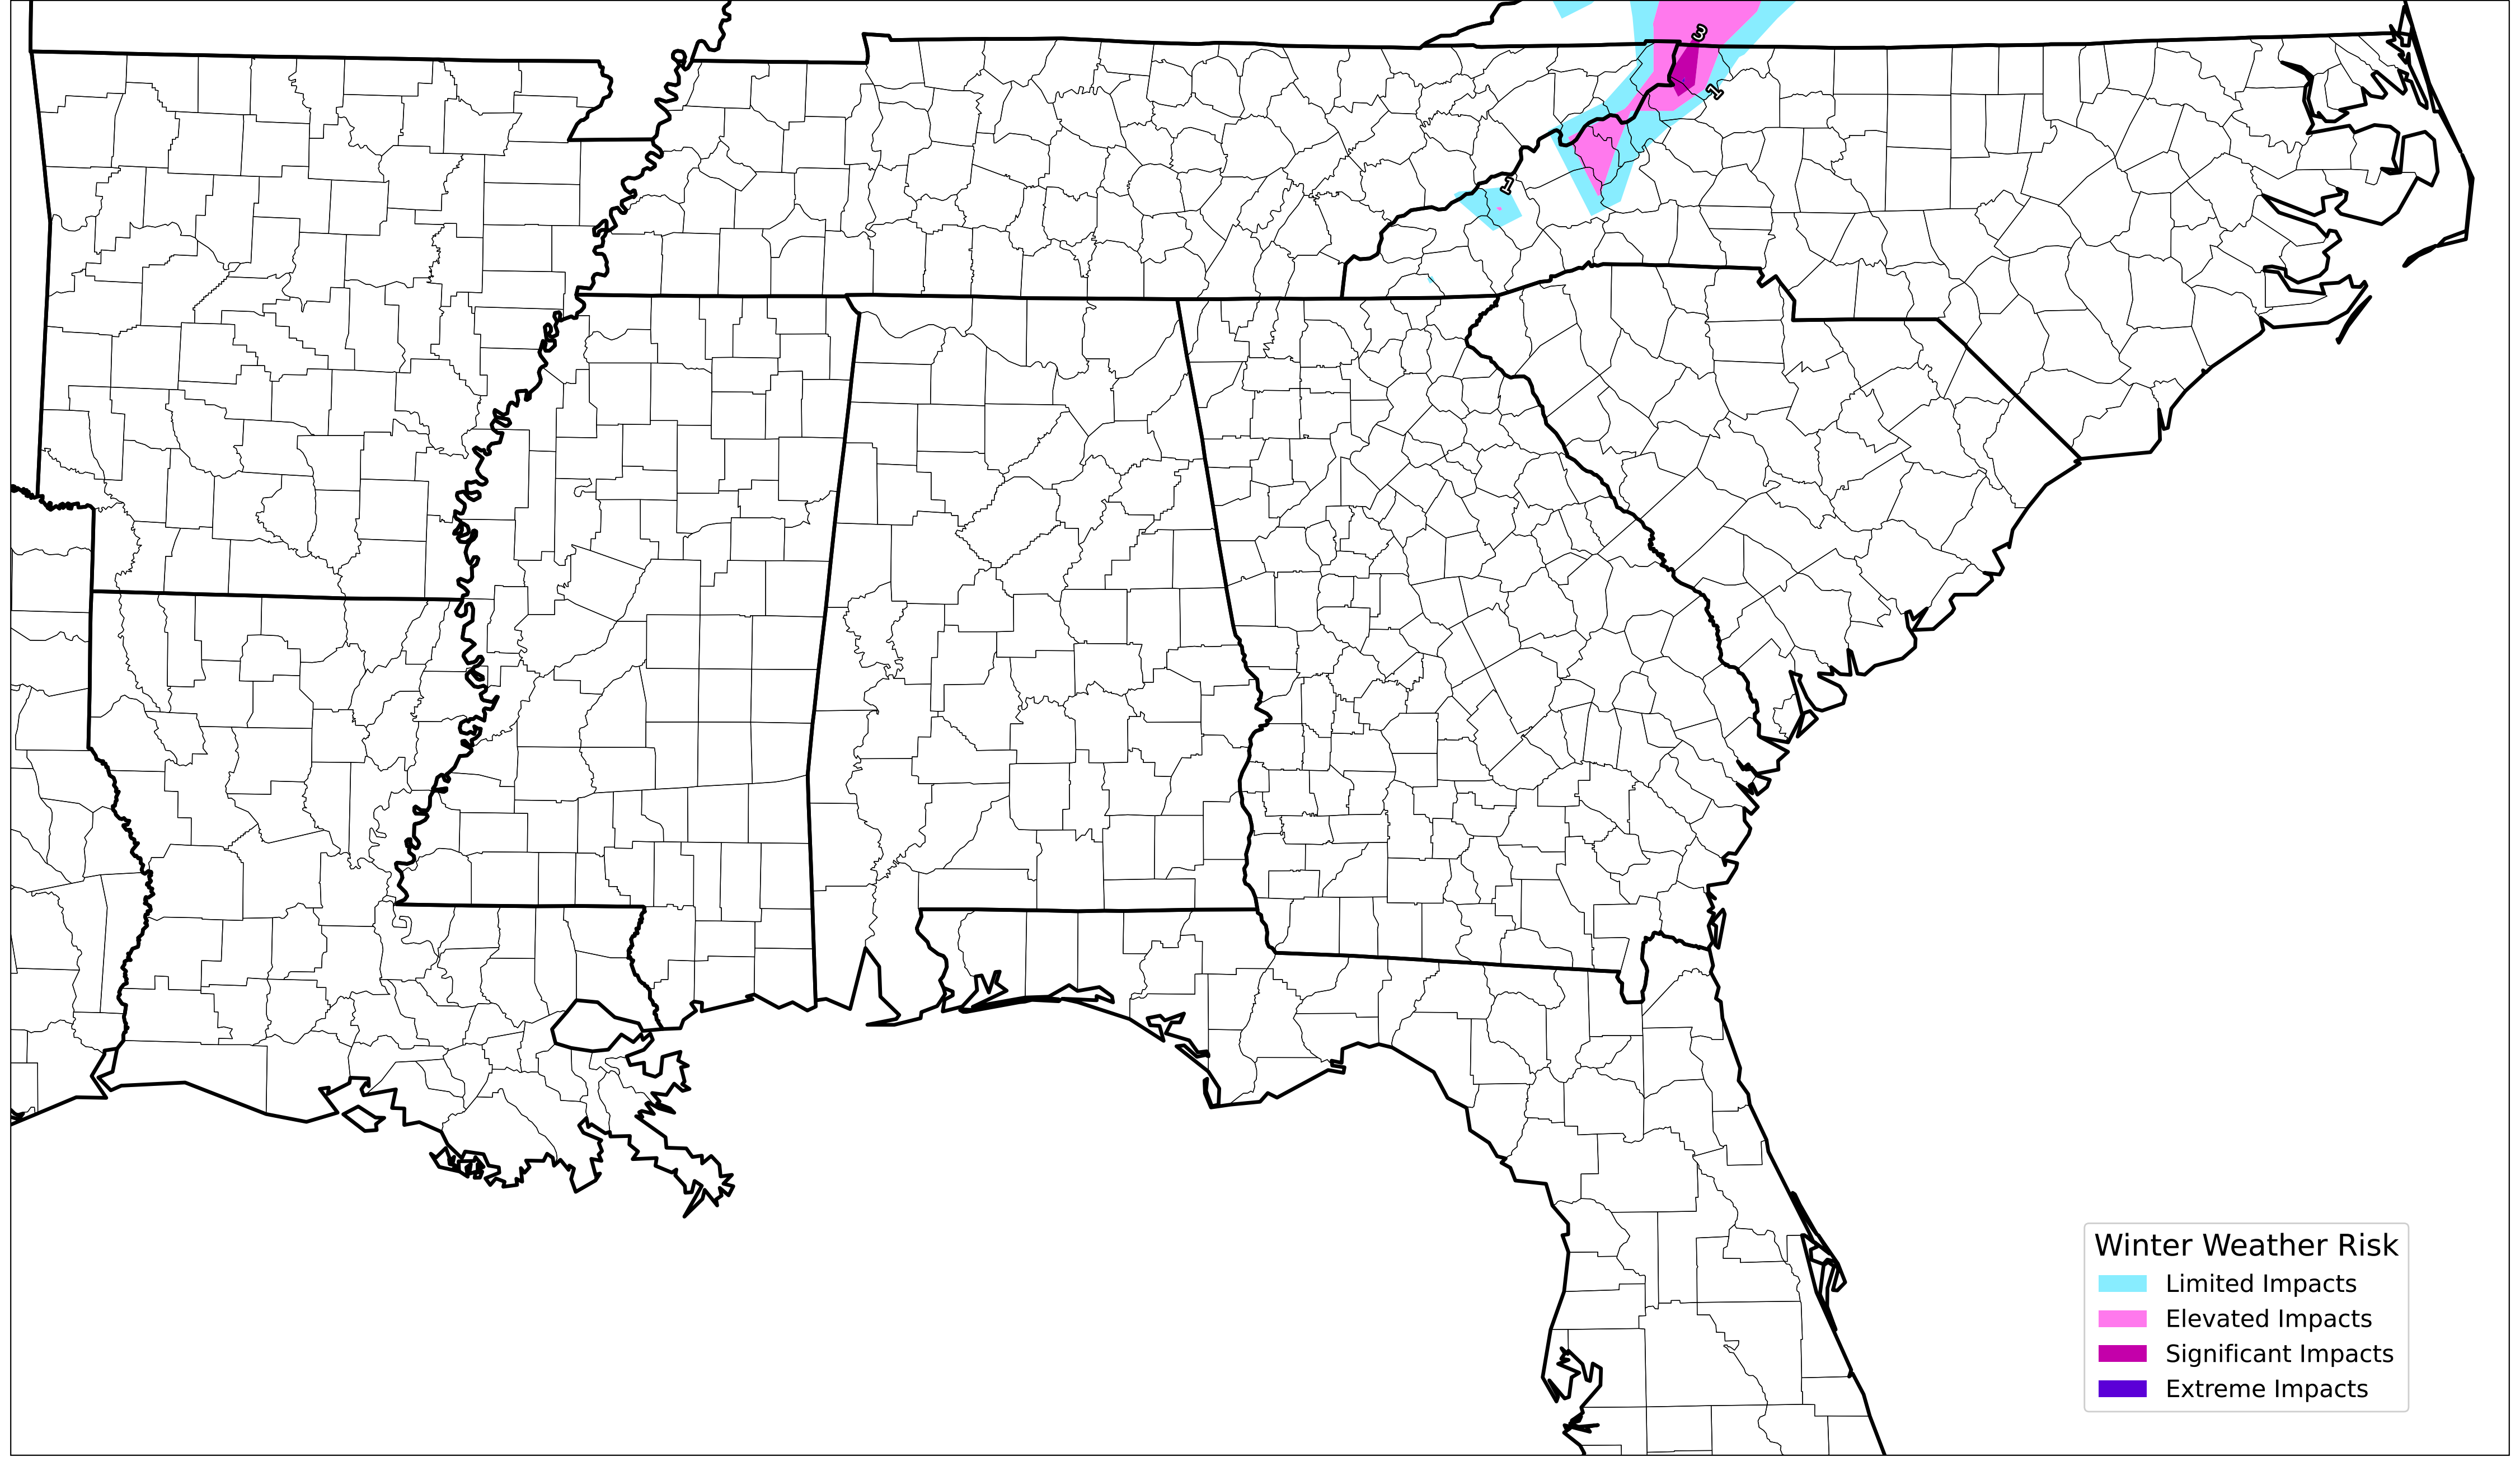 3
1
1
Winter Weather Risk
Limited Impacts
Elevated Impacts
Significant Impacts
Extreme Impacts